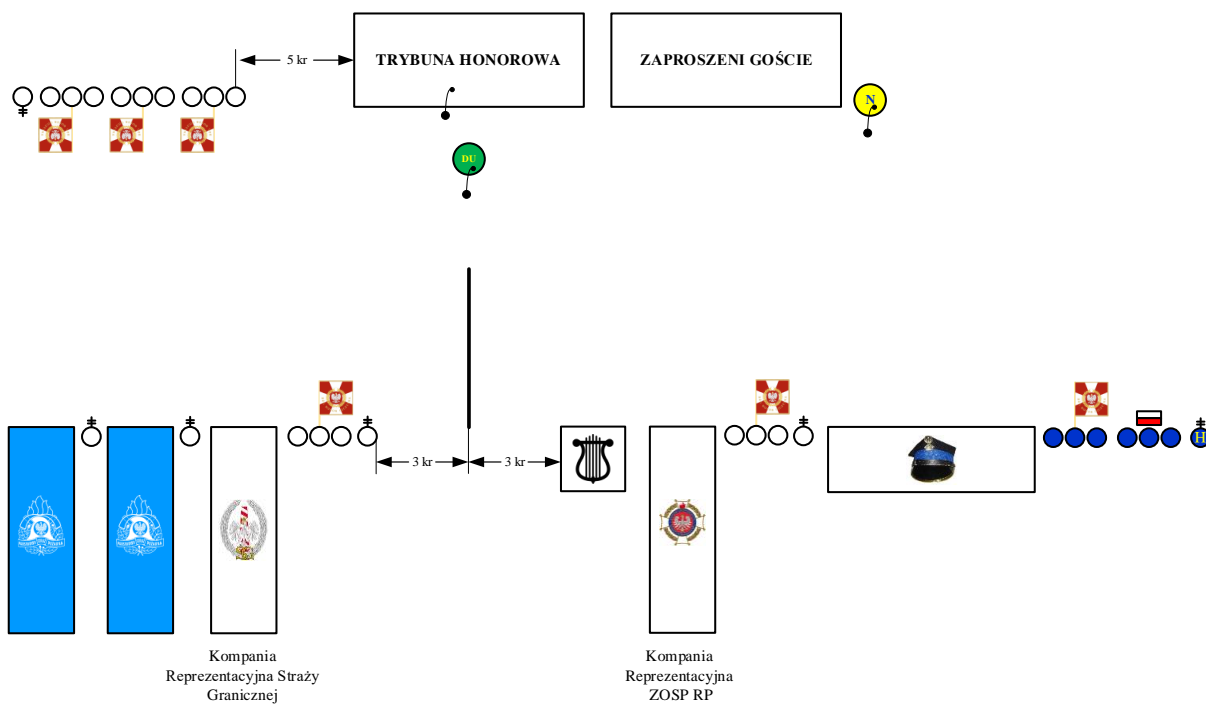 5 kr
TRYBUNA HONOROWA
ZAPROSZENI GOŚCIE
N
DU
H
3 kr
3 kr
Kompania
Reprezentacyjna Straży
Granicznej
Kompania
Reprezentacyjna
ZOSP RP